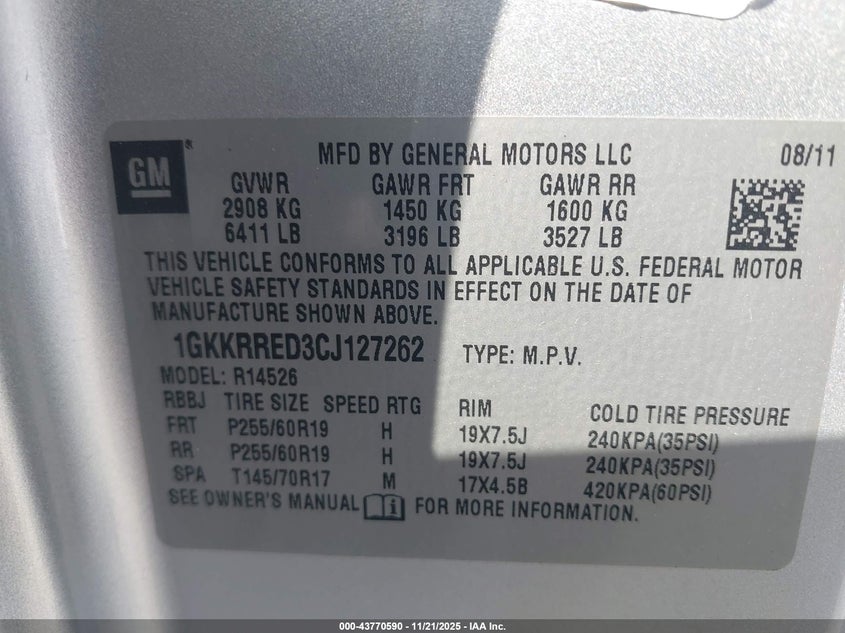 GM
MFD BY GENERAL MOTORS LLC 08/11
GVWR GAWR FRT GAWR RR
2908 KG 1450 KG 1600 KG
6411 LB 3196 LB 3527 LB
THIS VEHICLE CONFORMS TO ALL APPLICABLE U.S. FEDERAL MOTOR
VEHICLE SAFETY STANDARDS IN EFFECT ON THE DATE OF
MANUFACTURE SHOWN ABOVE.
1GKKRRED3CJ127262 TYPE: M.P.V.
MODEL: R14526
RBBJ TIRE SIZE SPEED RTG RIM COLD TIRE PRESSURE
FRT P255/60R19 H 19X7.5J 240KPA(35PSI)
RR P255/60R19 H 19X7.5J 240KPA(35PSI)
SPA T145/70R17 M 17X4.5B 420KPA(60PSI)
SEE OWNER'S MANUAL i FOR MORE INFORMATION.
000-43770590 - 11/21/2025 - IAA Inc.